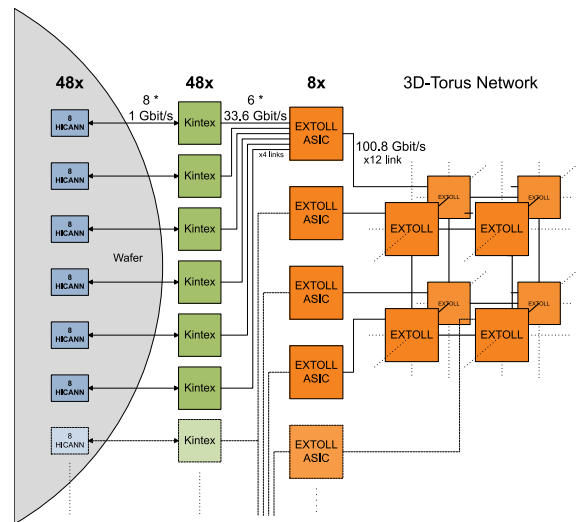 48x
48x
8x
3D-Torus Network
8 *
1 Gbit/s
6 *
33.6 Gbit/s
8
HICANN
Kintex
EXTOLL
ASIC
x4 links
100.8 Gbit/s
x12 link
8
HICANN
Kintex
EXTOLL
EXTOLL
EXTOLL
ASIC
8
HICANN
Kintex
EXTOLL
EXTOLL
Wafer
8
HICANN
Kintex
EXTOLL
ASIC
EXTOLL
EXTOLL
8
HICANN
Kintex
EXTOLL
EXTOLL
8
HICANN
Kintex
EXTOLL
ASIC
8
HICANN
Kintex
EXTOLL
ASIC